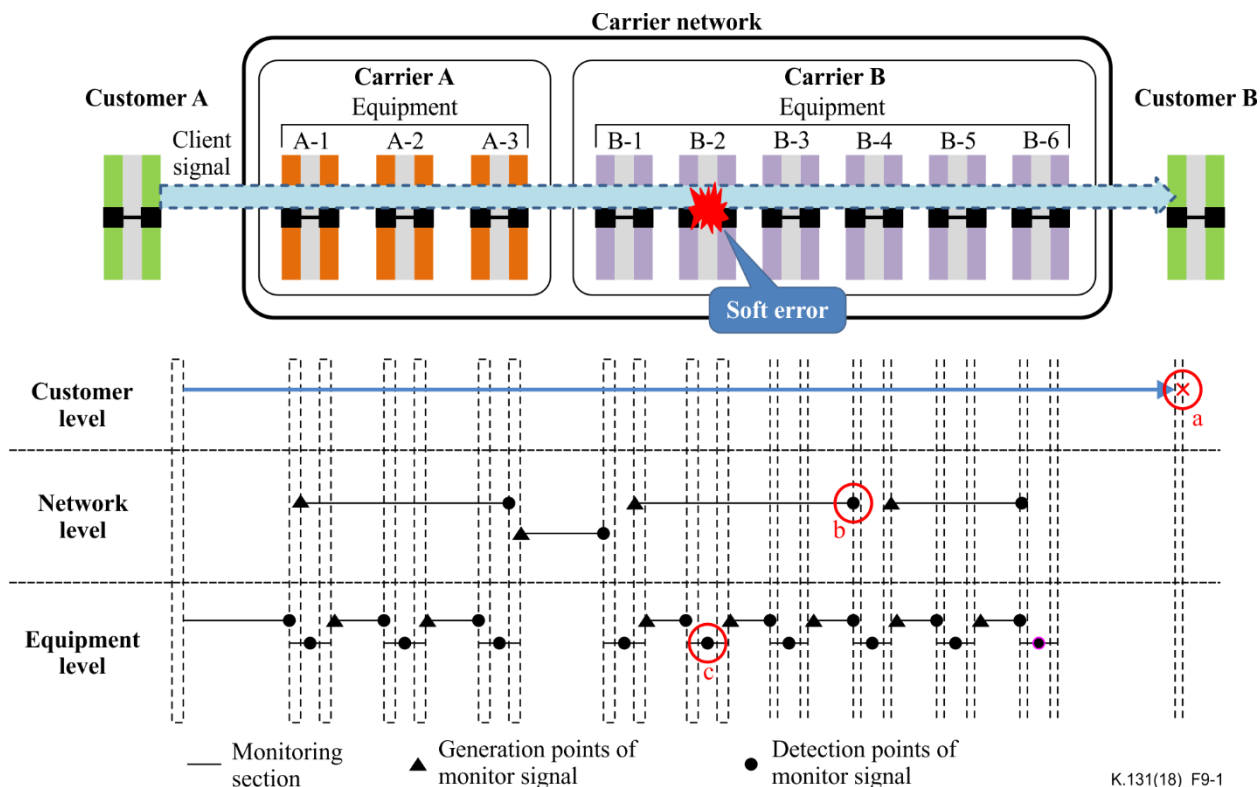 Carrier network
Carrier A
Carrier B
Customer A
Equipment
Equipment
Customer B
Client
signal
A-1
A-2
A-3
B-1
B-2
B-3
B-4
B-5
B-6
Soft error
Customer
level
a
Network
level
b
Equipment
level
c
Monitoring
section
Generation points of
monitor signal
Detection points of
monitor signal
K.131(18) F9-1